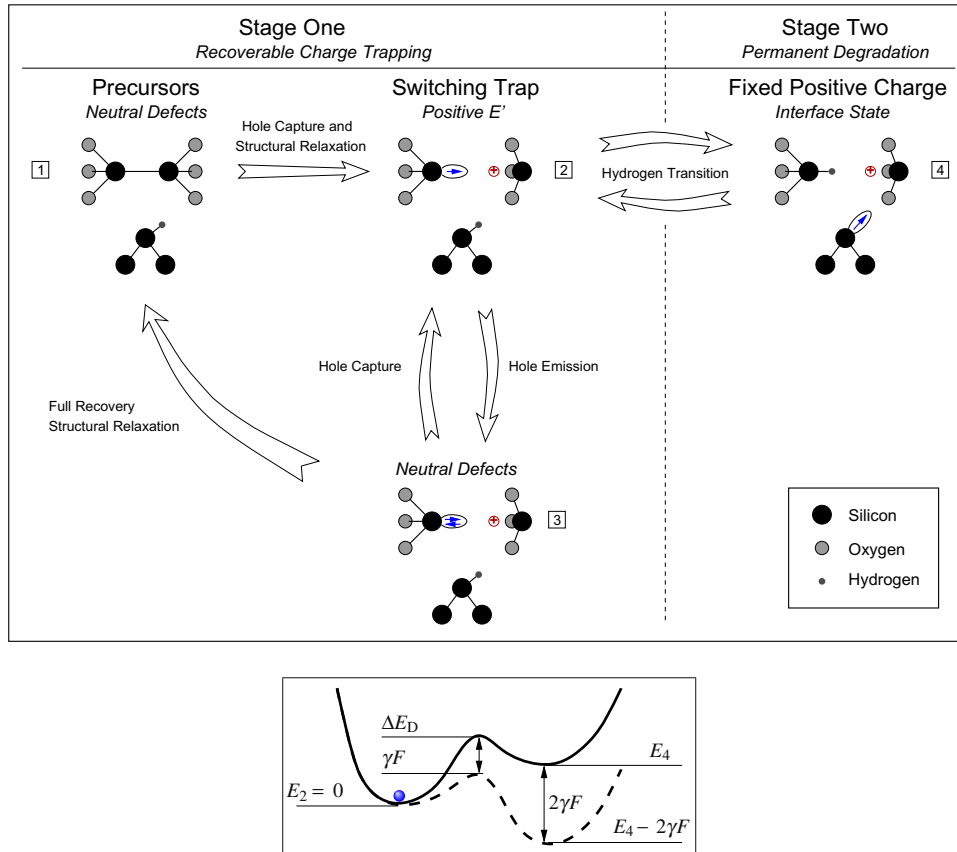 Stage One
Recoverable Charge Trapping
Stage Two
Permanent Degradation
Precursors
Neutral Defects
Switching Trap
Positive E'
Fixed Positive Charge
Interface State
Hole Capture and
Structural Relaxation
Hydrogen Transition
1
2
4
Hole Capture
Hole Emission
Full Recovery
Structural Relaxation
Neutral Defects
3
Silicon
Oxygen
Hydrogen
ΔE_D
γF
E_4
E_2 = 0
2γF
E_4 − 2γF